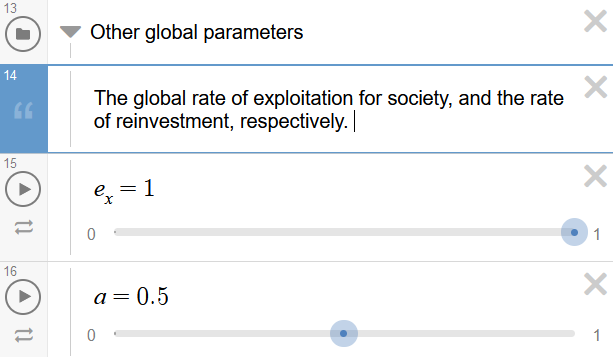 13
Other global parameters
14
The global rate of exploitation for society, and the rate
of reinvestment, respectively.
15
eₓ = 1
0
1
16
a = 0.5
0
1